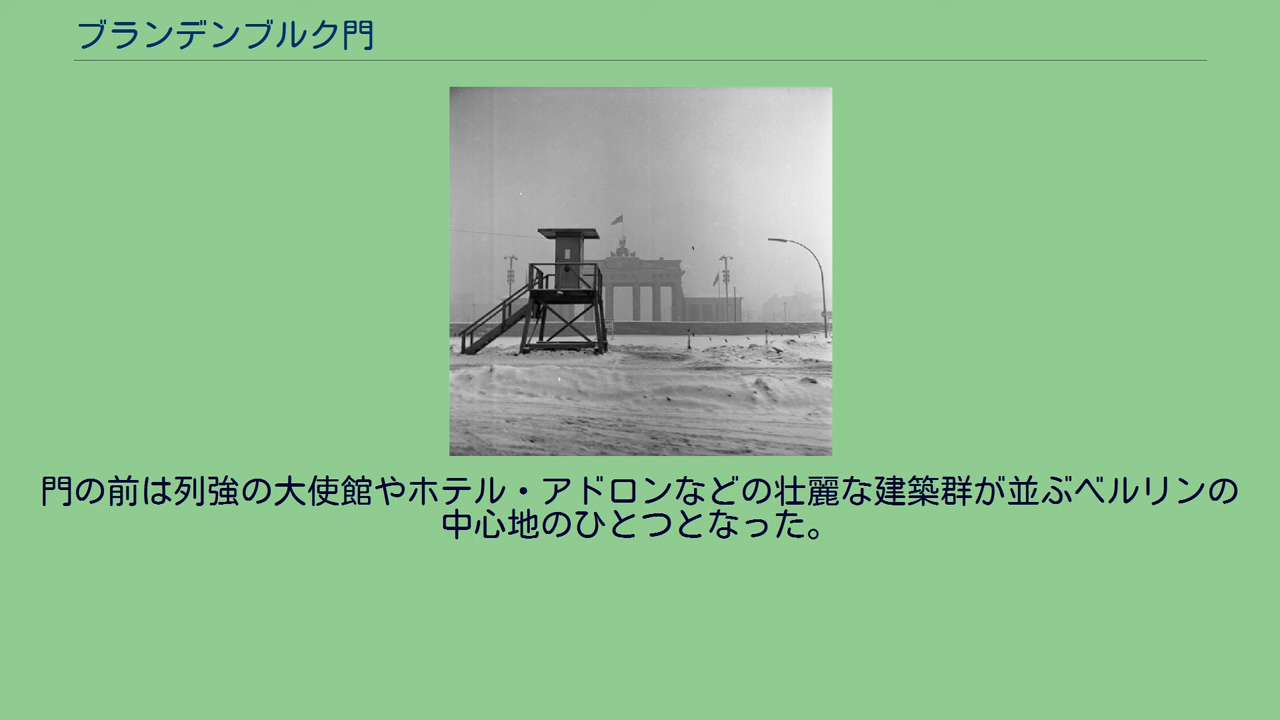 ブランデンブルク門
門の前は列強の大使館やホテル・アドロンなどの壮麗な建築群が並ぶベルリンの
中心地のひとつとなった。